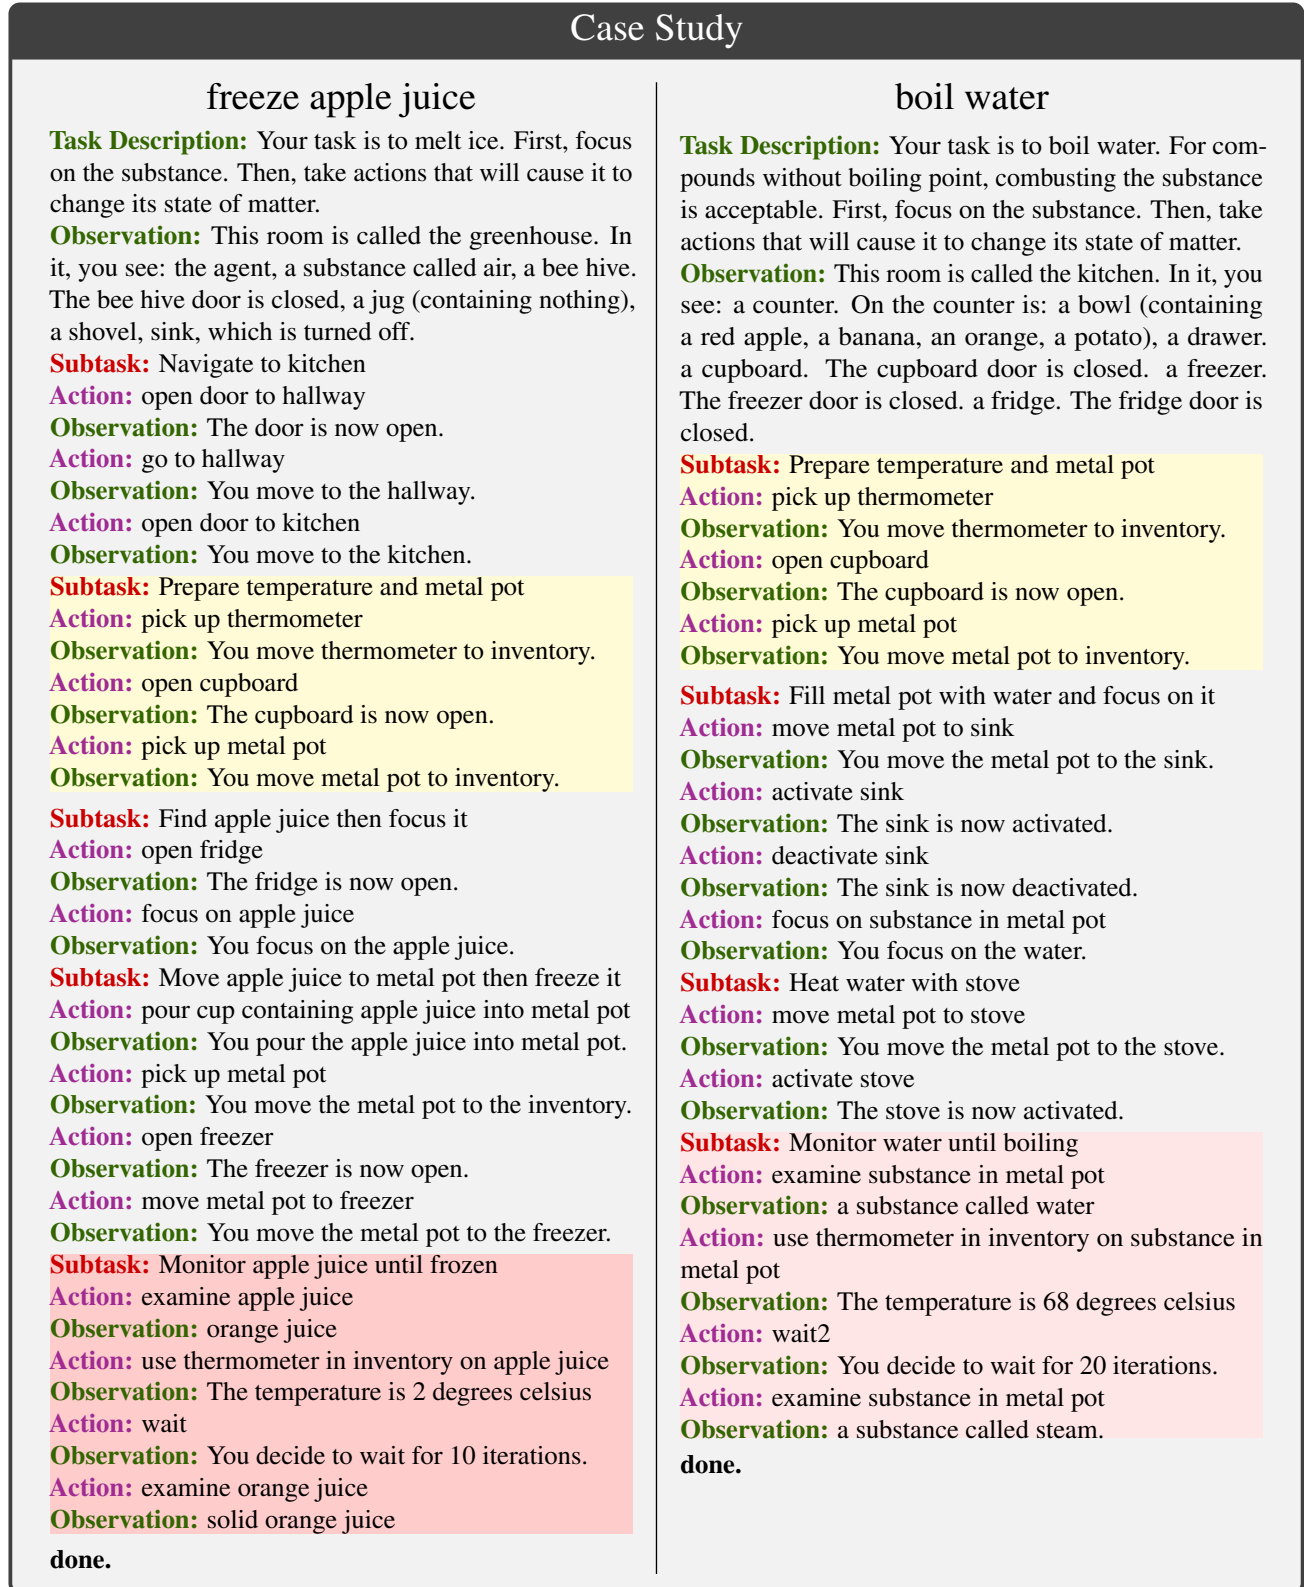 Case Study
freeze apple juice
Task Description: Your task is to melt ice. First, focus
on the substance. Then, take actions that will cause it to
change its state of matter.
Observation: This room is called the greenhouse. In
it, you see: the agent, a substance called air, a bee hive.
The bee hive door is closed, a jug (containing nothing),
a shovel, sink, which is turned off.
Subtask: Navigate to kitchen
Action: open door to hallway
Observation: The door is now open.
Action: go to hallway
Observation: You move to the hallway.
Action: open door to kitchen
Observation: You move to the kitchen.
Subtask: Prepare temperature and metal pot
Action: pick up thermometer
Observation: You move thermometer to inventory.
Action: open cupboard
Observation: The cupboard is now open.
Action: pick up metal pot
Observation: You move metal pot to inventory.
Subtask: Find apple juice then focus it
Action: open fridge
Observation: The fridge is now open.
Action: focus on apple juice
Observation: You focus on the apple juice.
Subtask: Move apple juice to metal pot then freeze it
Action: pour cup containing apple juice into metal pot
Observation: You pour the apple juice into metal pot.
Action: pick up metal pot
Observation: You move the metal pot to the inventory.
Action: open freezer
Observation: The freezer is now open.
Action: move metal pot to freezer
Observation: You move the metal pot to the freezer.
Subtask: Monitor apple juice until frozen
Action: examine apple juice
Observation: orange juice
Action: use thermometer in inventory on apple juice
Observation: The temperature is 2 degrees celsius
Action: wait
Observation: You decide to wait for 10 iterations.
Action: examine orange juice
Observation: solid orange juice
done.
boil water
Task Description: Your task is to boil water. For com-
pounds without boiling point, combusting the substance
is acceptable. First, focus on the substance. Then, take
actions that will cause it to change its state of matter.
Observation: This room is called the kitchen. In it, you
see: a counter. On the counter is: a bowl (containing
a red apple, a banana, an orange, a potato), a drawer.
a cupboard. The cupboard door is closed. a freezer.
The freezer door is closed. a fridge. The fridge door is
closed.
Subtask: Prepare temperature and metal pot
Action: pick up thermometer
Observation: You move thermometer to inventory.
Action: open cupboard
Observation: The cupboard is now open.
Action: pick up metal pot
Observation: You move metal pot to inventory.
Subtask: Fill metal pot with water and focus on it
Action: move metal pot to sink
Observation: You move the metal pot to the sink.
Action: activate sink
Observation: The sink is now activated.
Action: deactivate sink
Observation: The sink is now deactivated.
Action: focus on substance in metal pot
Observation: You focus on the water.
Subtask: Heat water with stove
Action: move metal pot to stove
Observation: You move the metal pot to the stove.
Action: activate stove
Observation: The stove is now activated.
Subtask: Monitor water until boiling
Action: examine substance in metal pot
Observation: a substance called water
Action: use thermometer in inventory on substance in
metal pot
Observation: The temperature is 68 degrees celsius
Action: wait2
Observation: You decide to wait for 20 iterations.
Action: examine substance in metal pot
Observation: a substance called steam.
done.